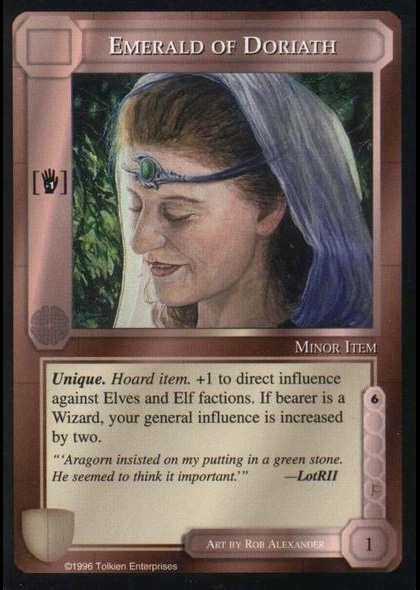 EMERALD OF DORIATH
[-1]
MINOR ITEM
Unique. Hoard item. +1 to direct influence
against Elves and Elf factions. If bearer is a
Wizard, your general influence is increased
by two.
6
“‘Aragorn insisted on my putting in a green stone.
He seemed to think it important.’” —LotRII
F
ART BY ROB ALEXANDER
1
©1996 Tolkien Enterprises